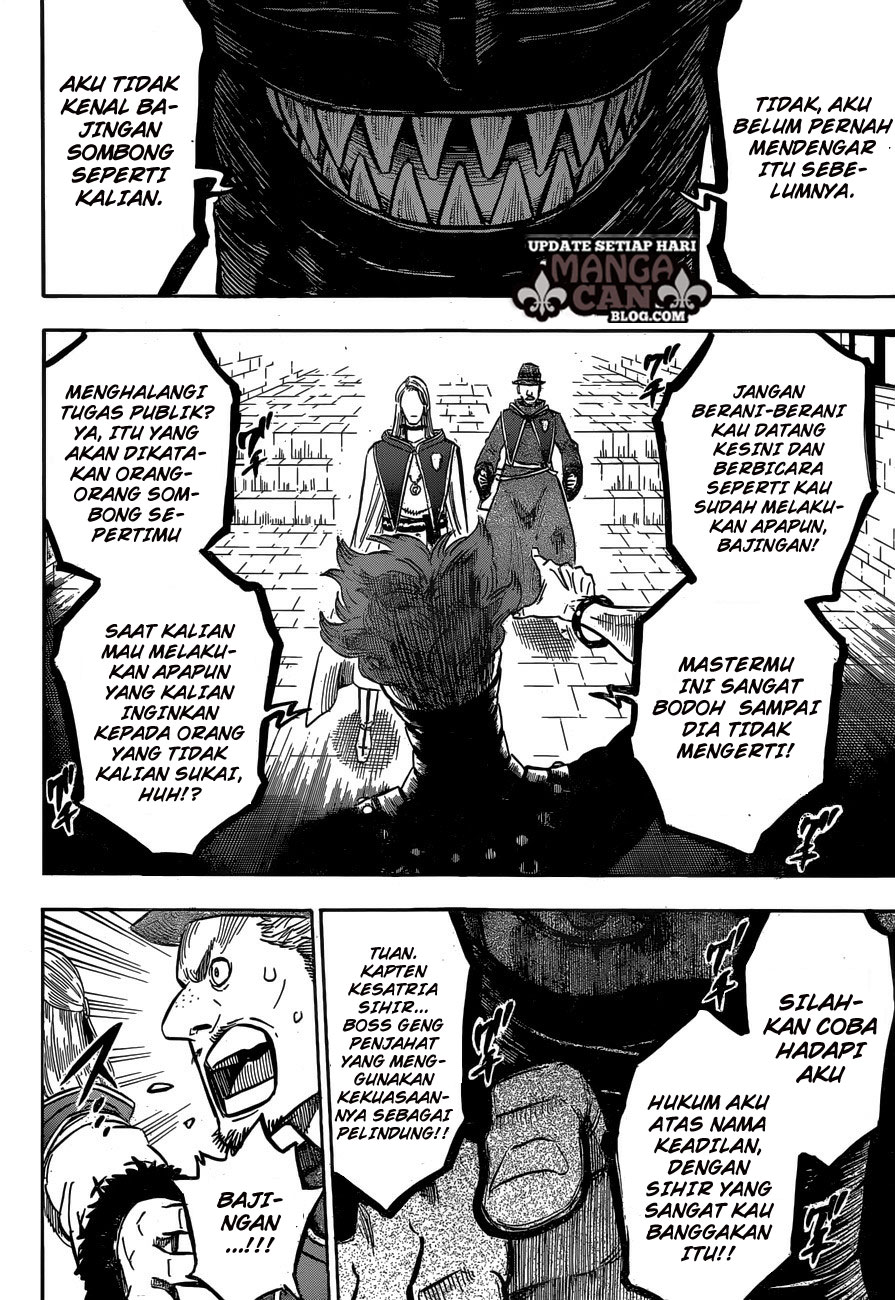 TIDAK, AKU
BELUM PERNAH
MENDENGAR
ITU SEBE-
LUMNYA.
AKU TIDAK
KENAL BA-
JINGAN
SOMBONG
SEPERTI
KALIAN.
UPDATE SETIAP HARI
MANGA
CAN
BLOG.COM
JANGAN
BERANI-BERANI
KAU DATANG
KESINI DAN
BERBICARA
SEPERTI KAU
SUDAH MELAKU-
KAN APAPUN,
BAJINGAN!
MASTERMU
INI SANGAT
BODOH SAMPAI
DIA TIDAK
MENGERTI!
MENGHALANGI
TUGAS PUBLIK?
YA, ITU YANG
AKAN DIKATA-
KAN ORANG-
ORANG SOM-
BONG SE-
PERTIMU
SAAT KALIAN
MAU MELAKU-
KAN APAPUN
YANG KALIAN
INGINKAN
KEPADA ORANG
YANG TIDAK
KALIAN SUKAI,
HUH!?
SILAH-
KAN COBA
HADAPI
AKU
HUKUM AKU
ATAS NAMA
KEADILAN,
DENGAN
SIHIR YANG
SANGAT KAU
BANGGAKAN
ITU!!
TUAN.
KAPTEN
KESATRIA
SIHIR...
BOSS GENG
PENJAHAT
YANG MENG-
GUNAKAN
KEKUASAAN-
NYA SEBAGAI
PELINDUNG!!
BAJI-
NGAN
...!!!